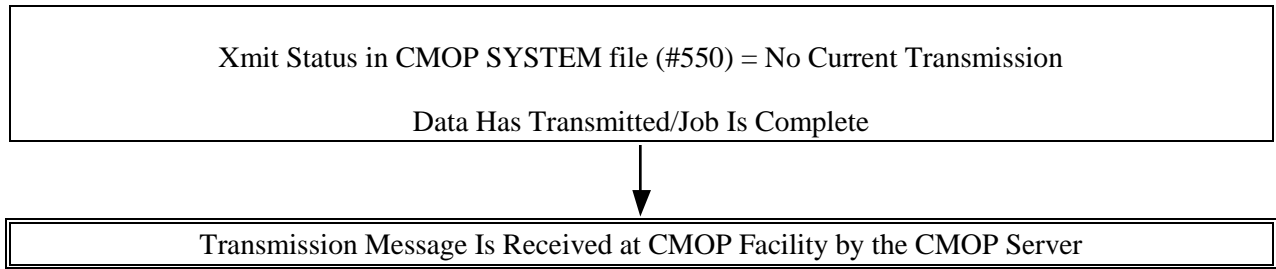 Xmit Status in CMOP SYSTEM file (#550) = No Current Transmission
Data Has Transmitted/Job Is Complete
Transmission Message Is Received at CMOP Facility by the CMOP Server